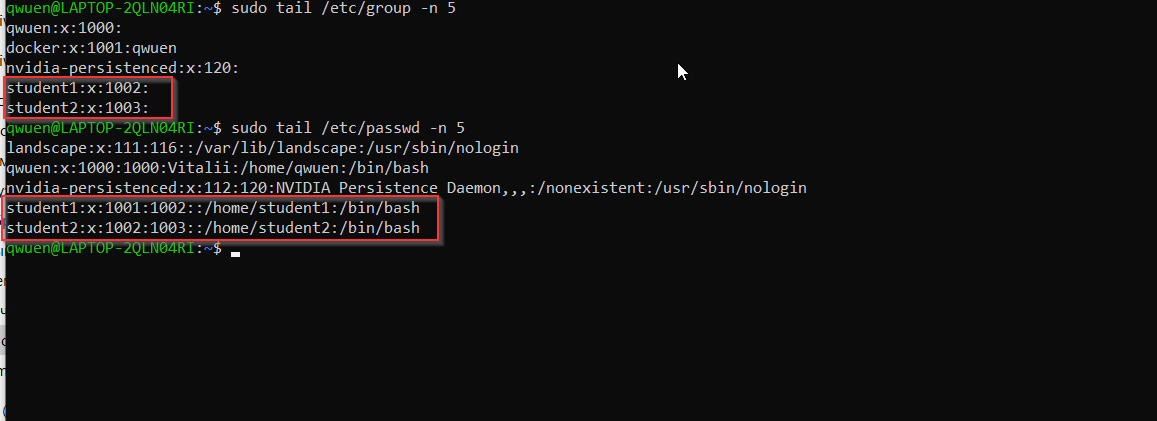 qwuen@LAPTOP-2QLN04RI:~$ sudo tail /etc/group -n 5
qwuen:x:1000:
docker:x:1001:qwuen
nvidia-persistenced:x:120:
student1:x:1002:
student2:x:1003:
qwuen@LAPTOP-2QLN04RI:~$ sudo tail /etc/passwd -n 5
landscape:x:111:116::/var/lib/landscape:/usr/sbin/nologin
qwuen:x:1000:1000:Vitalii:/home/qwuen:/bin/bash
nvidia-persistenced:x:112:120:NVIDIA Persistence Daemon,,,:/nonexistent:/usr/sbin/nologin
student1:x:1001:1002::/home/student1:/bin/bash
student2:x:1002:1003::/home/student2:/bin/bash
qwuen@LAPTOP-2QLN04RI:~$